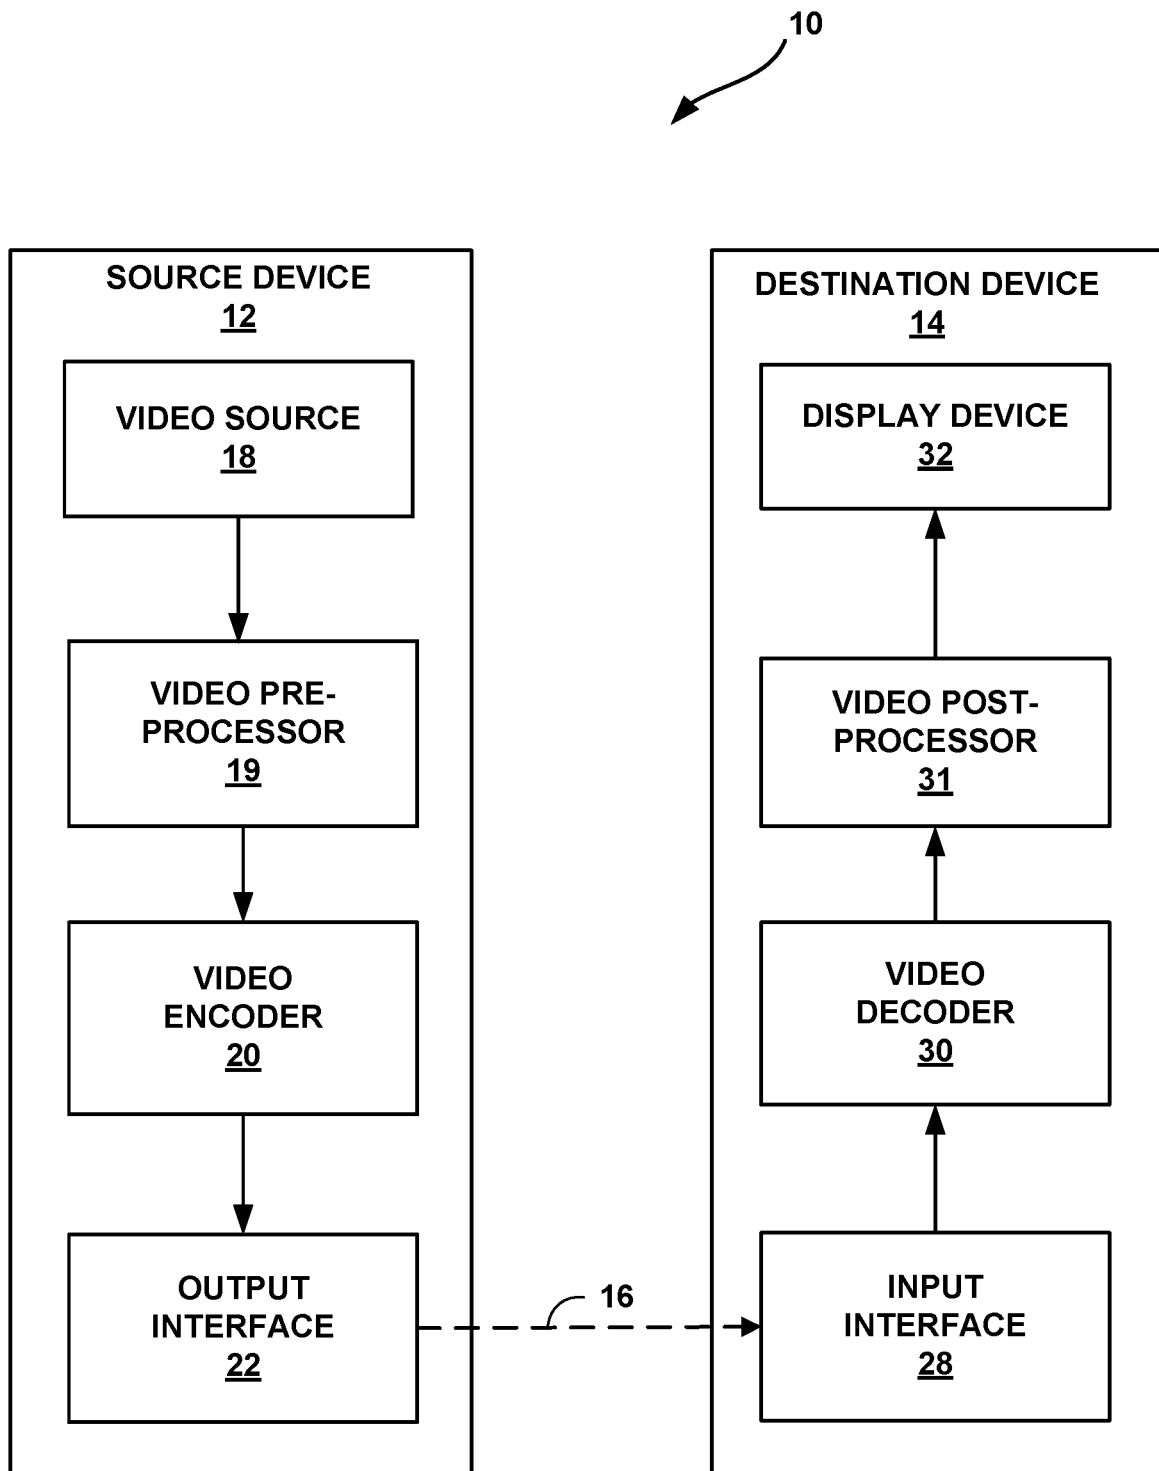 10
SOURCE DEVICE
12
VIDEO SOURCE
18
VIDEO PRE-
PROCESSOR
19
VIDEO
ENCODER
20
OUTPUT
INTERFACE
22
16
DESTINATION DEVICE
14
DISPLAY DEVICE
32
VIDEO POST-
PROCESSOR
31
VIDEO
DECODER
30
INPUT
INTERFACE
28